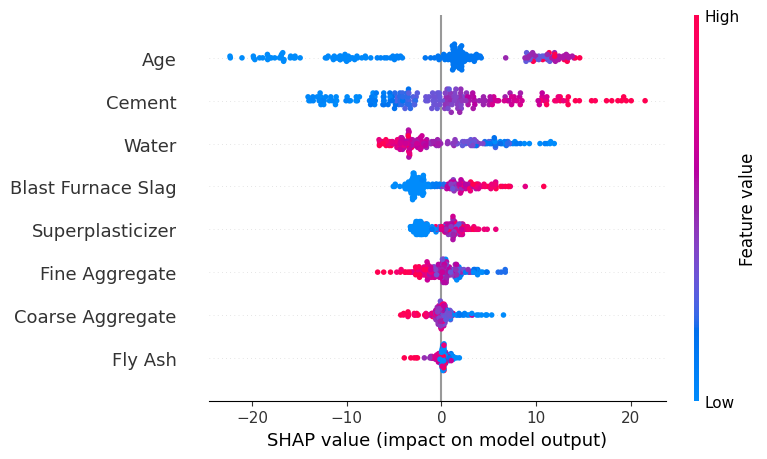 High
Age
Cement
Water
Blast Furnace Slag
Superplasticizer
Fine Aggregate
Coarse Aggregate
Fly Ash
Feature value
Low
−20 −10 0 10 20
SHAP value (impact on model output)